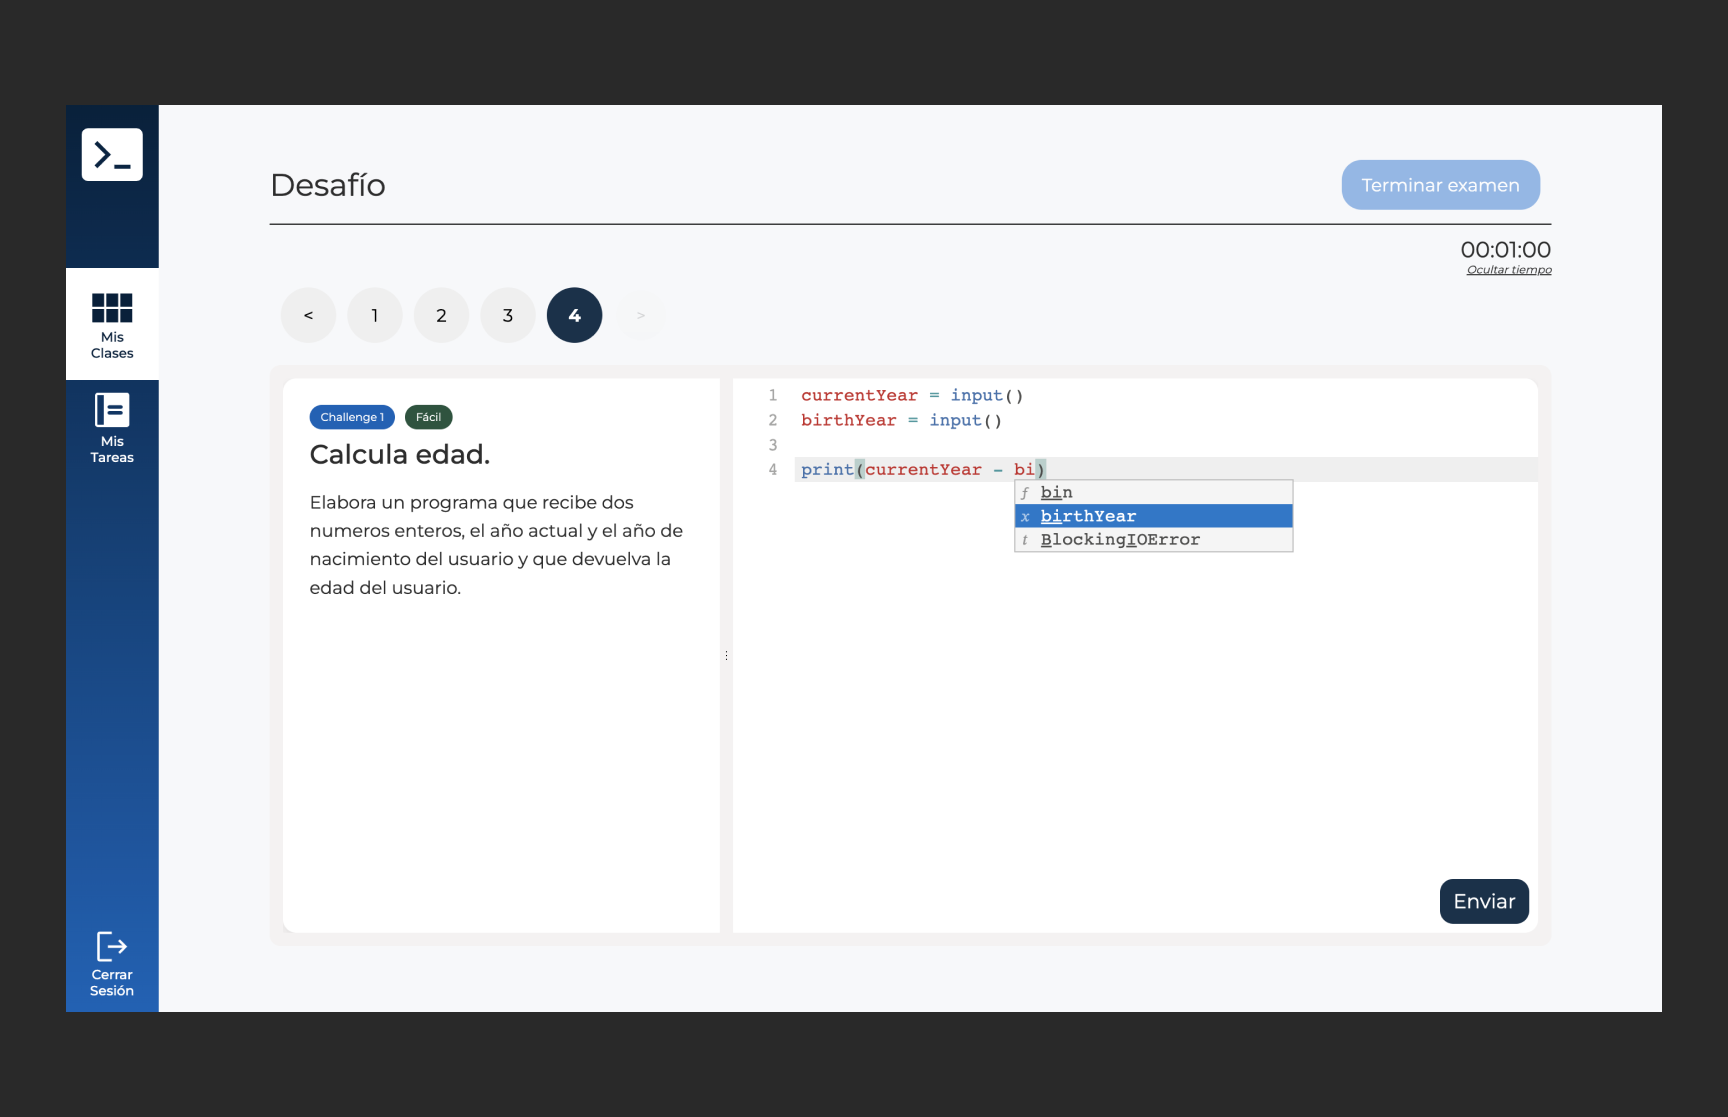 >_
Desafío
Terminar examen
00:01:00
Ocultar tiempo
Mis
Clases
Mis
Tareas
Cerrar
Sesión
< 1 2 3 4 >
Challenge 1 Fácil
Calcula edad.
Elabora un programa que recibe dos
numeros enteros, el año actual y el año de
nacimiento del usuario y que devuelva la
edad del usuario.
1 currentYear = input()
2 birthYear = input()
3
4 print(currentYear - bi)
f bin
x birthYear
t BlockingIOError
Enviar